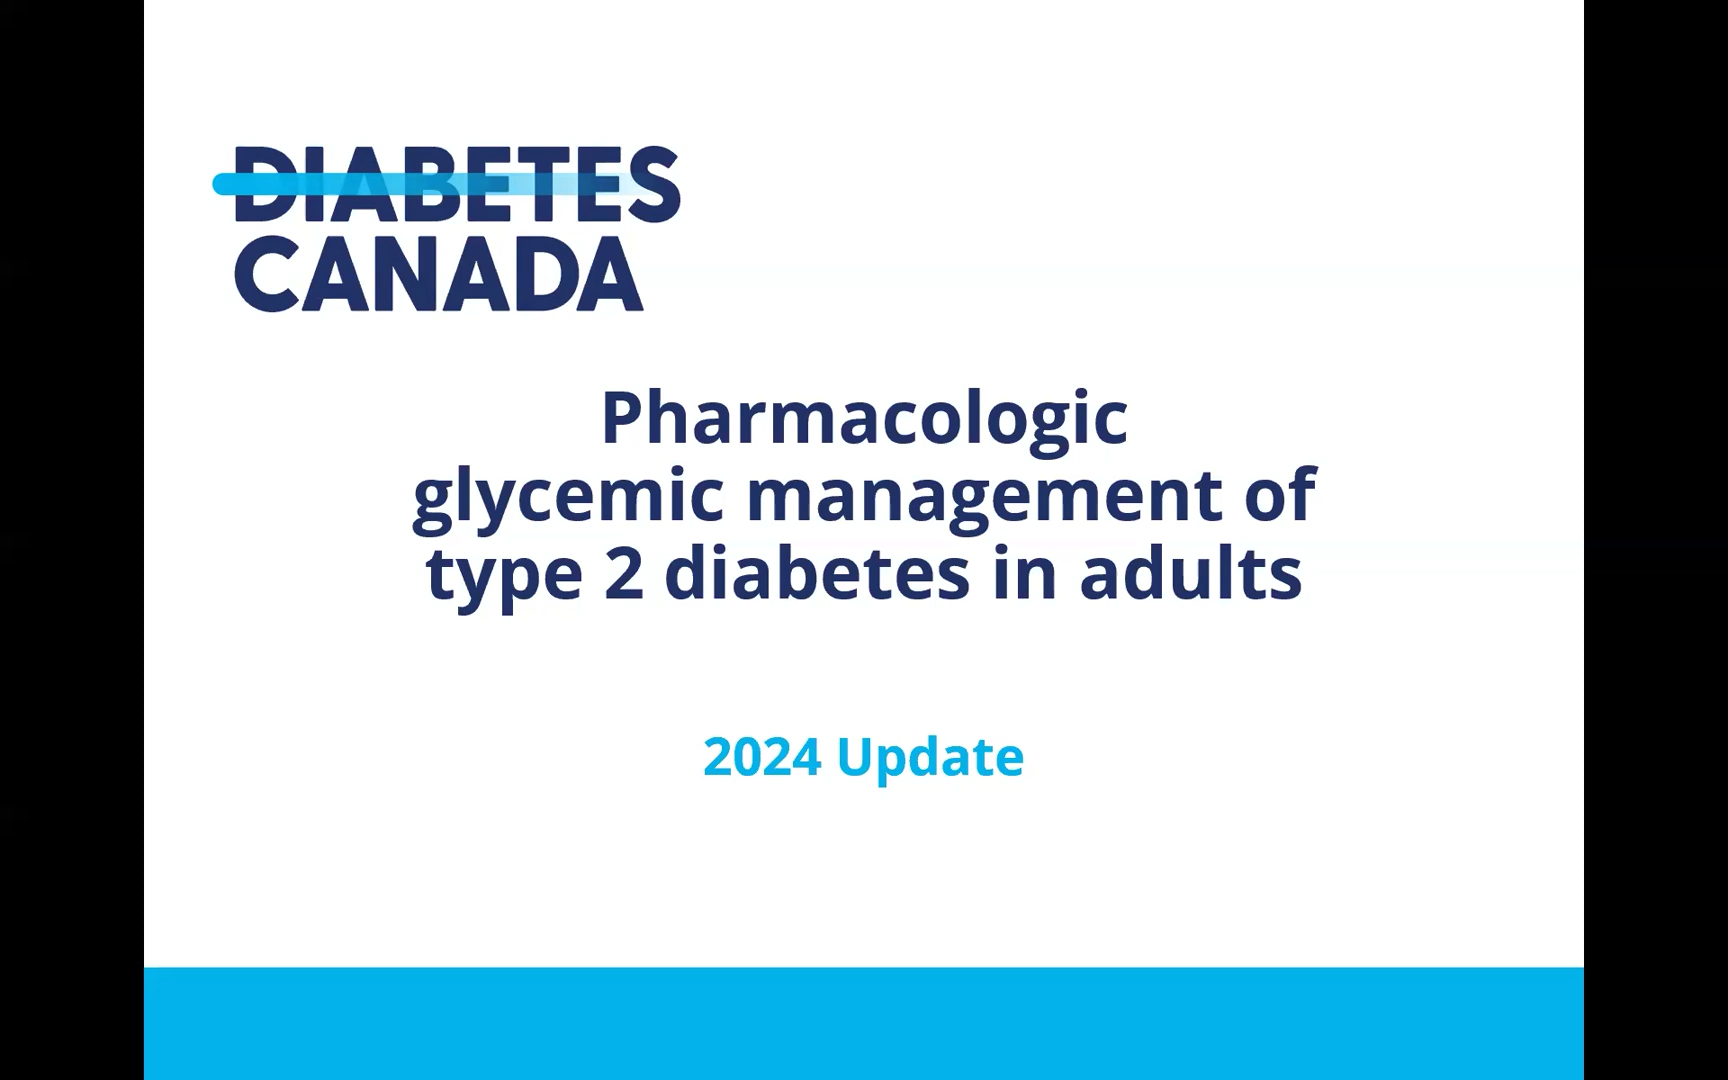 DIABETES
CANADA
Pharmacologic
glycemic management of
type 2 diabetes in adults
2024 Update